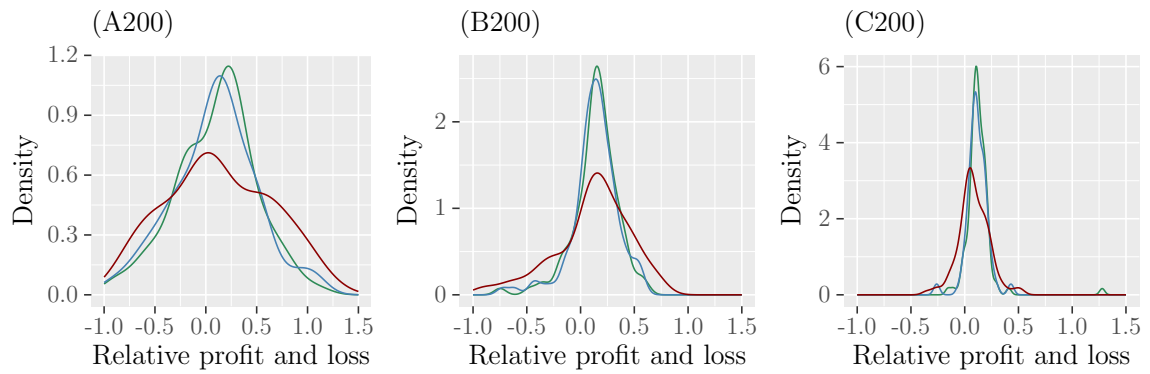 (A200)
(B200)
(C200)
Density
1.2
0.9
0.6
0.3
0.0
-1.0 -0.5 0.0 0.5 1.0 1.5
Relative profit and loss
Density
2
1
0
-1.0 -0.5 0.0 0.5 1.0 1.5
Relative profit and loss
Density
6
4
2
0
-1.0 -0.5 0.0 0.5 1.0 1.5
Relative profit and loss